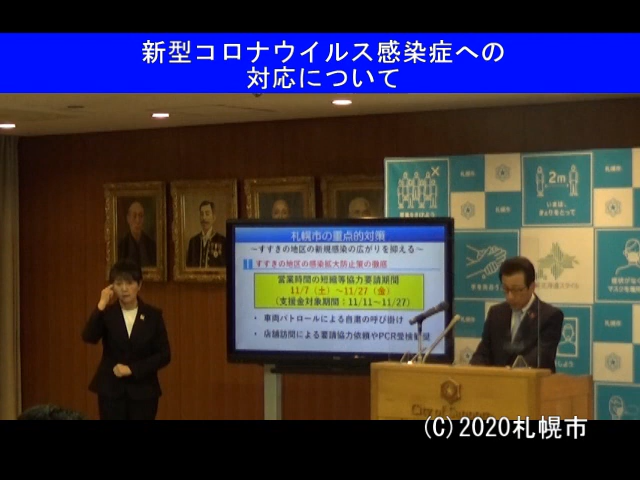 新型コロナウイルス感染症への
対応について
札幌市の重点的対策
～すすきの地区の新規感染の広がりを抑える～
1 すすきの地区の感染拡大防止策の徹底
営業時間の短縮等協力要請期間
11/7（土）～11/27（金）
（支援金対象期間：11/11～11/27）
・車両パトロールによる自粛の呼び掛け
・店舗訪問による要請協力依頼やPCR受検
札幌市
2m
City of
(C)2020札幌市